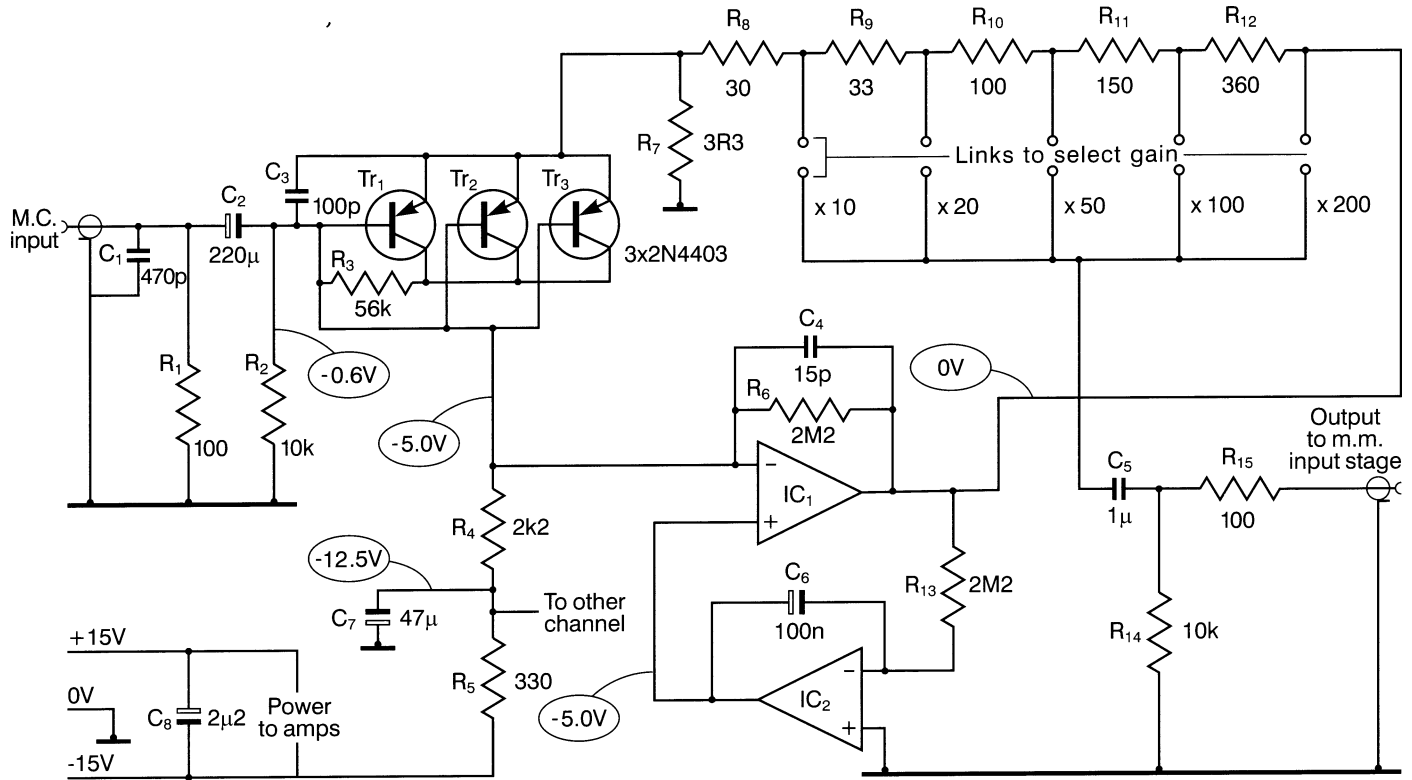 R8 R9 R10 R11 R12
30 33 100 150 360
R7 3R3
Links to select gain
x 10 x 20 x 50 x 100 x 200
M.C.
input
C1
470p
C2
220μ
C3
100p
Tr1 Tr2 Tr3
3x2N4403
R3
56k
R1
100
R2
10k
-0.6V
-5.0V
C4
15p
R6
2M2
0V
IC1
-
+
R4 2k2
-12.5V
C7 47μ
To other
channel
R5 330
C6
100n
R13 2M2
IC2
-
+
-5.0V
C5
1μ
R15
100
R14 10k
Output
to m.m.
input stage
+15V
0V
-15V
C8 2μ2
Power
to amps